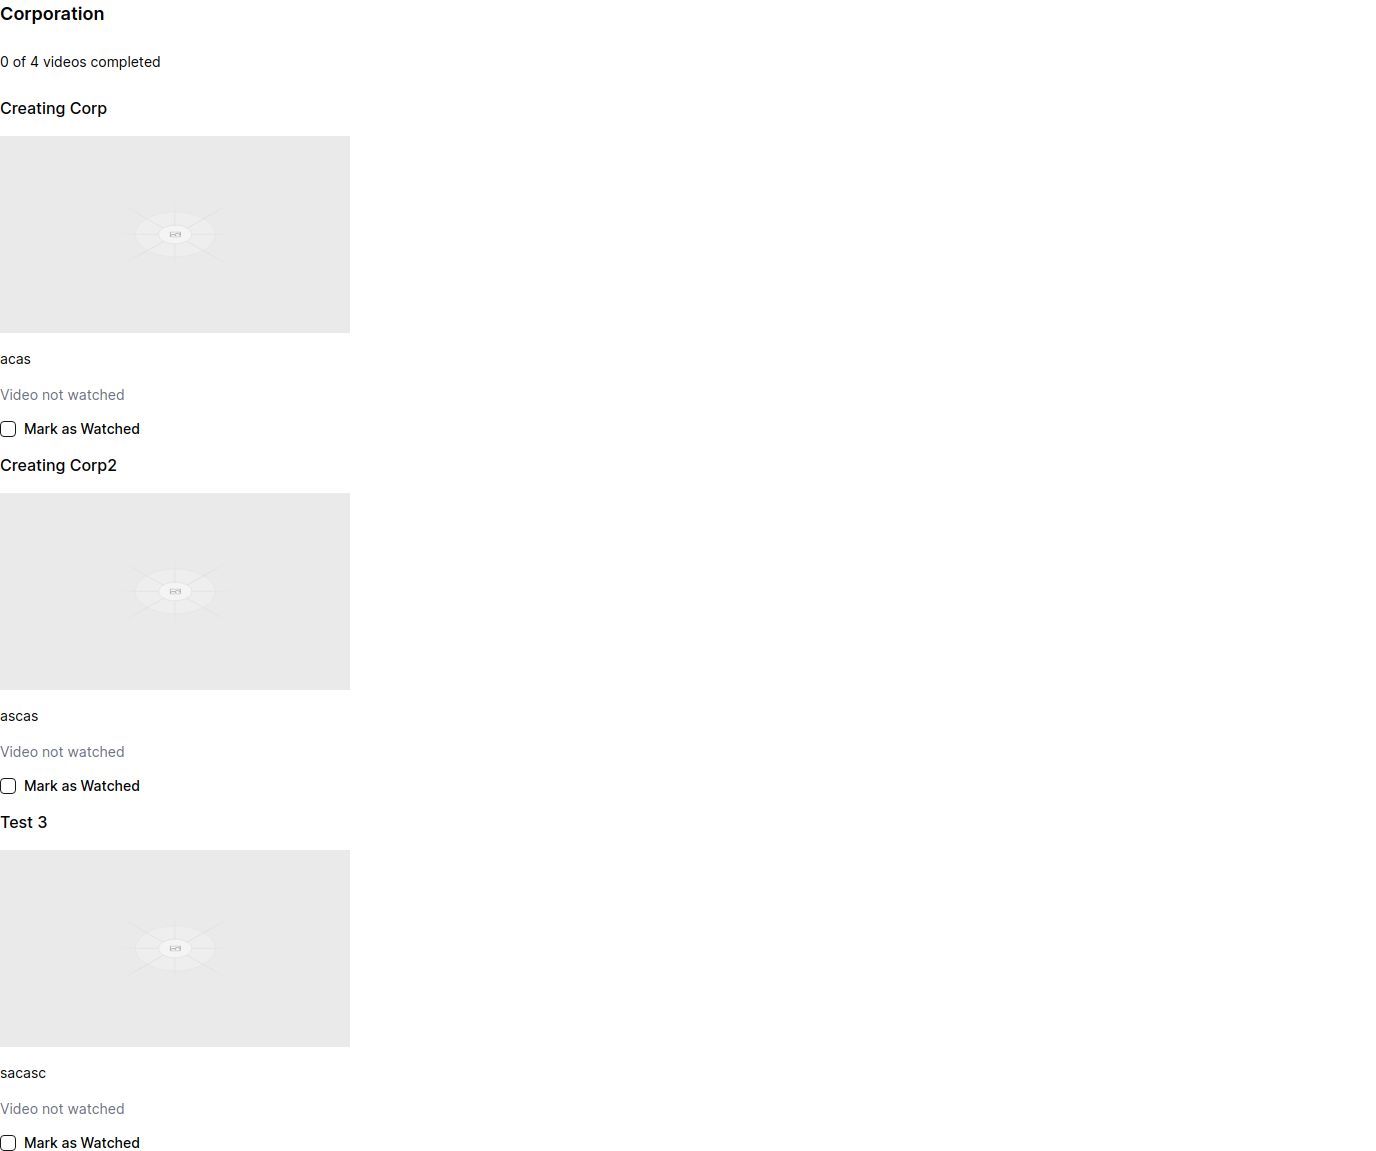 Corporation
0 of 4 videos completed
Creating Corp
acas
Video not watched
Mark as Watched
Creating Corp2
ascas
Video not watched
Mark as Watched
Test 3
sacasc
Video not watched
Mark as Watched